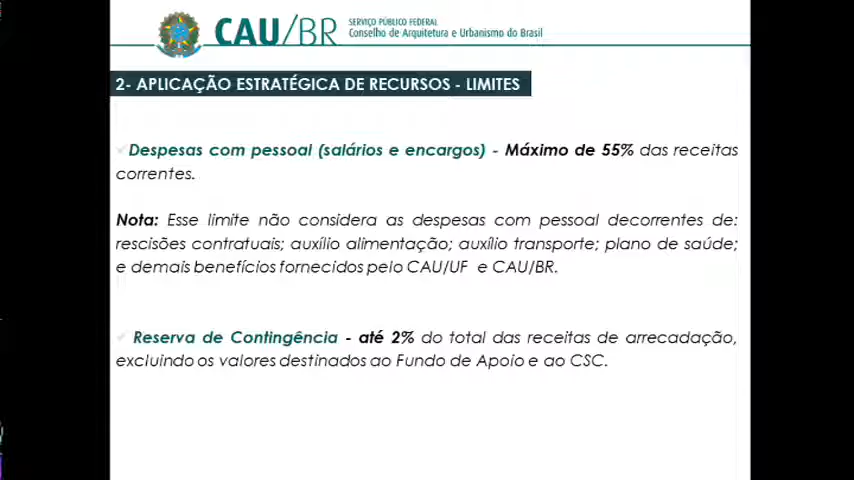 CAU/BR
SERVIÇO PÚBLICO FEDERAL
Conselho de Arquitetura e Urbanismo do Brasil
2- APLICAÇÃO ESTRATÉGICA DE RECURSOS - LIMITES
Despesas com pessoal (salários e encargos) - Máximo de 55% das receitas
correntes.
Nota: Esse limite não considera as despesas com pessoal decorrentes de:
rescisões contratuais; auxílio alimentação; auxílio transporte; plano de saúde;
e demais benefícios fornecidos pelo CAU/UF e CAU/BR.
Reserva de Contingência - até 2% do total das receitas de arrecadação,
excluindo os valores destinados ao Fundo de Apoio e ao CSC.